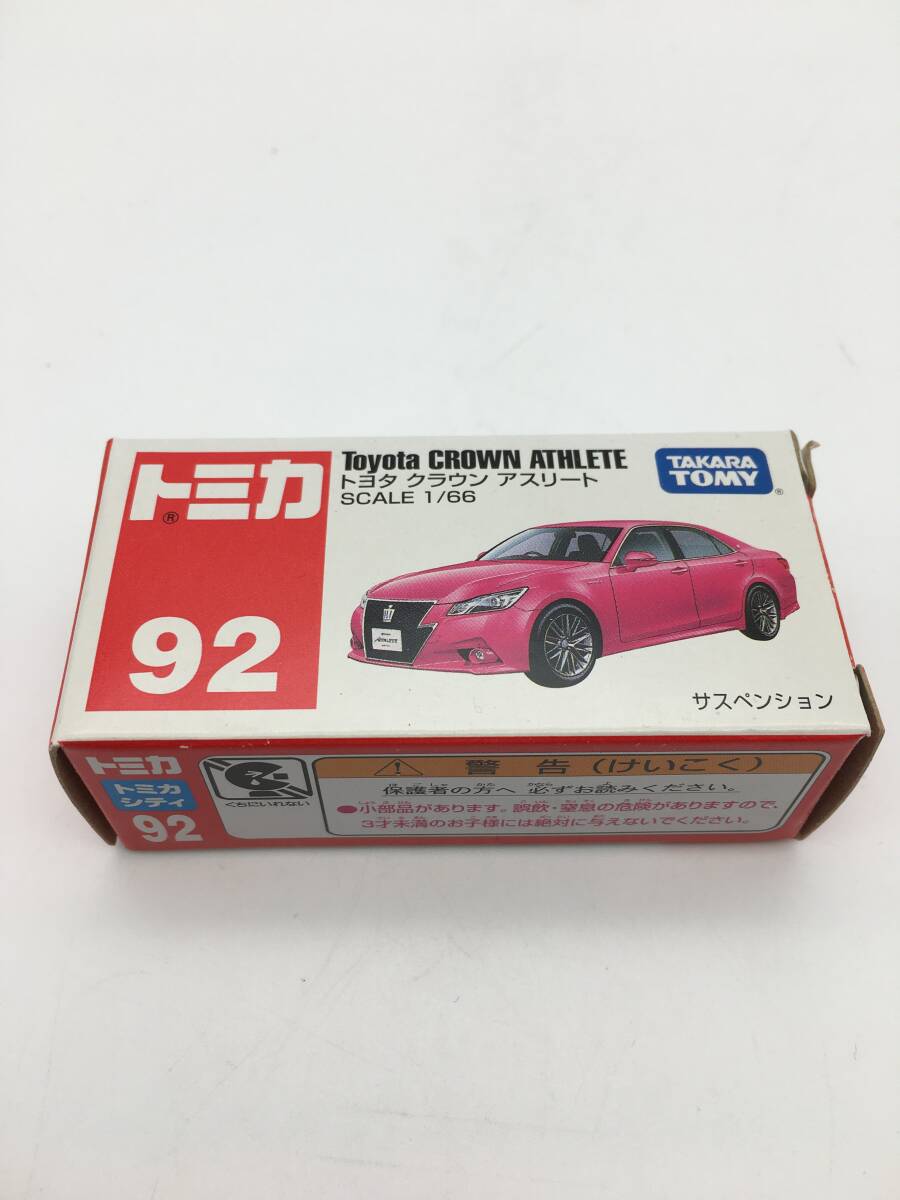 トミカ®
92
Toyota CROWN ATHLETE
トヨタ クラウン アスリート
SCALE 1/66
TAKARA TOMY®
ATHLETE
サスペンション
トミカ
トミカ
シティ
92
くちにいれない
警告(けいこく)
保護者の方へ 必ずお読みください。
●小部品があります。誤飲・窒息の危険がありますので、
3才未満のお子様には絶対に与えないでください。